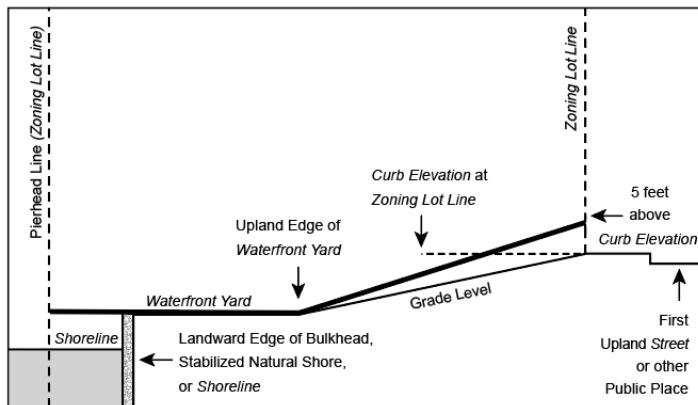 Pierhead Line (Zoning Lot Line)
Zoning Lot Line
Curb Elevation at
Zoning Lot Line
5 feet
above
Curb Elevation
Upland Edge of
Waterfront Yard
Waterfront Yard
Grade Level
Shoreline
Landward Edge of Bulkhead,
Stabilized Natural Shore,
or Shoreline
First
Upland Street
or other
Public Place